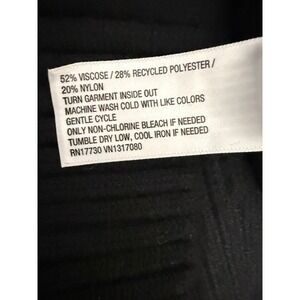 52% VISCOSE / 28% RECYCLED POLYESTER /
20% NYLON
TURN GARMENT INSIDE OUT
MACHINE WASH COLD WITH LIKE COLORS
GENTLE CYCLE
ONLY NON-CHLORINE BLEACH IF NEEDED
TUMBLE DRY LOW, COOL IRON IF NEEDED
RN17730 VN1317080